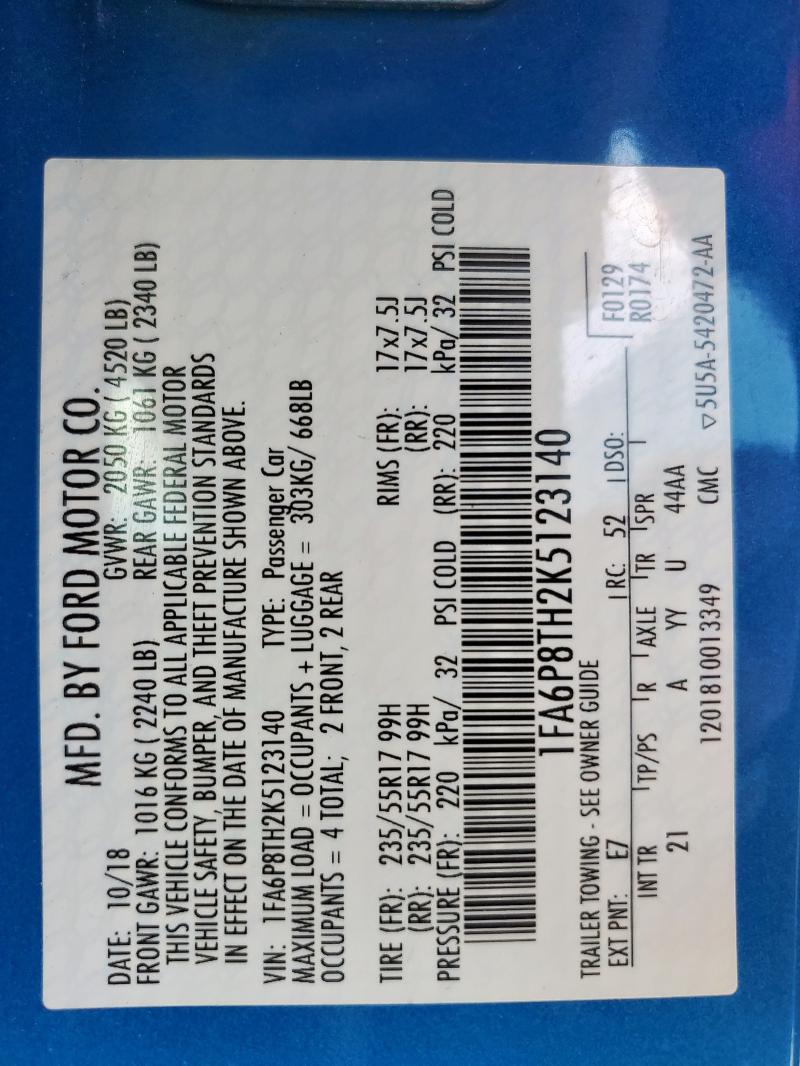 MFD. BY FORD MOTOR CO.
DATE: 10/18 GVWR: 2050 KG ( 4520 LB)
FRONT GAWR: 1016 KG ( 2240 LB) REAR GAWR: 1061 KG ( 2340 LB)
THIS VEHICLE CONFORMS TO ALL APPLICABLE FEDERAL MOTOR
VEHICLE SAFETY, BUMPER, AND THEFT PREVENTION STANDARDS
IN EFFECT ON THE DATE OF MANUFACTURE SHOWN ABOVE.
VIN: 1FA6P8TH2K5123140 TYPE: Passenger Car
MAXIMUM LOAD = OCCUPANTS + LUGGAGE = 303KG/ 668LB
OCCUPANTS = 4 TOTAL; 2 FRONT, 2 REAR
TIRE (FR): 235/55R17 99H RIMS (FR): 17x7.5J
(RR): 235/55R17 99H (RR): 17x7.5J
PRESSURE (FR): 220 kPa/ 32 PSI COLD (RR): 220 kPa/ 32 PSI COLD
1FA6P8TH2K5123140
TRAILER TOWING - SEE OWNER GUIDE
EXT PNT: E7 RC: 52 DSO: F0129
R0174
INT TR TP/PS R AXLE TR SPR
21 A YY U 44AA
1201810013349 CMC ▽5U5A-5420472-AA